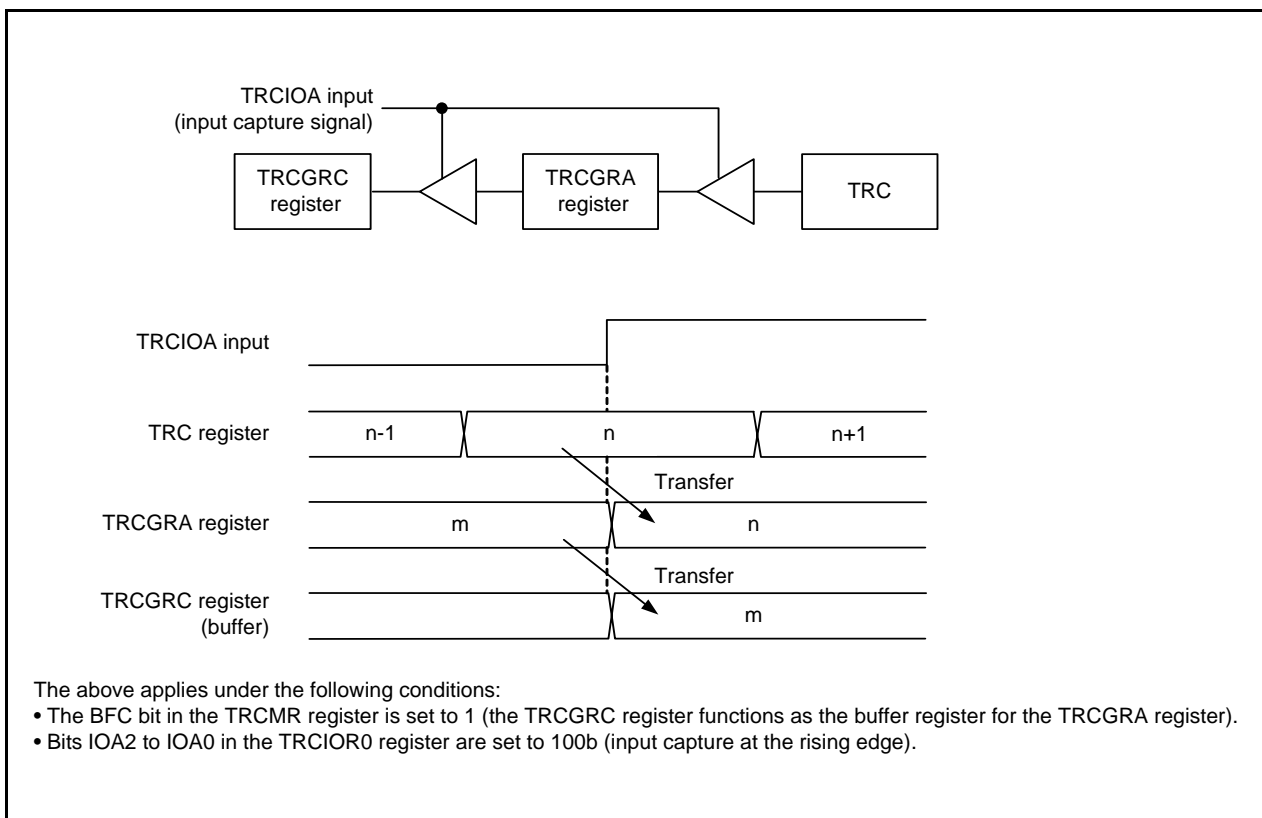 TRCIOA input
(input capture signal)
TRCGRC
register
TRCGRA
register
TRC
TRCIOA input
TRC register
n-1
n
n+1
Transfer
TRCGRA register
m
n
Transfer
TRCGRC register
(buffer)
m
The above applies under the following conditions:
• The BFC bit in the TRCMR register is set to 1 (the TRCGRC register functions as the buffer register for the TRCGRA register).
• Bits IOA2 to IOA0 in the TRCIOR0 register are set to 100b (input capture at the rising edge).